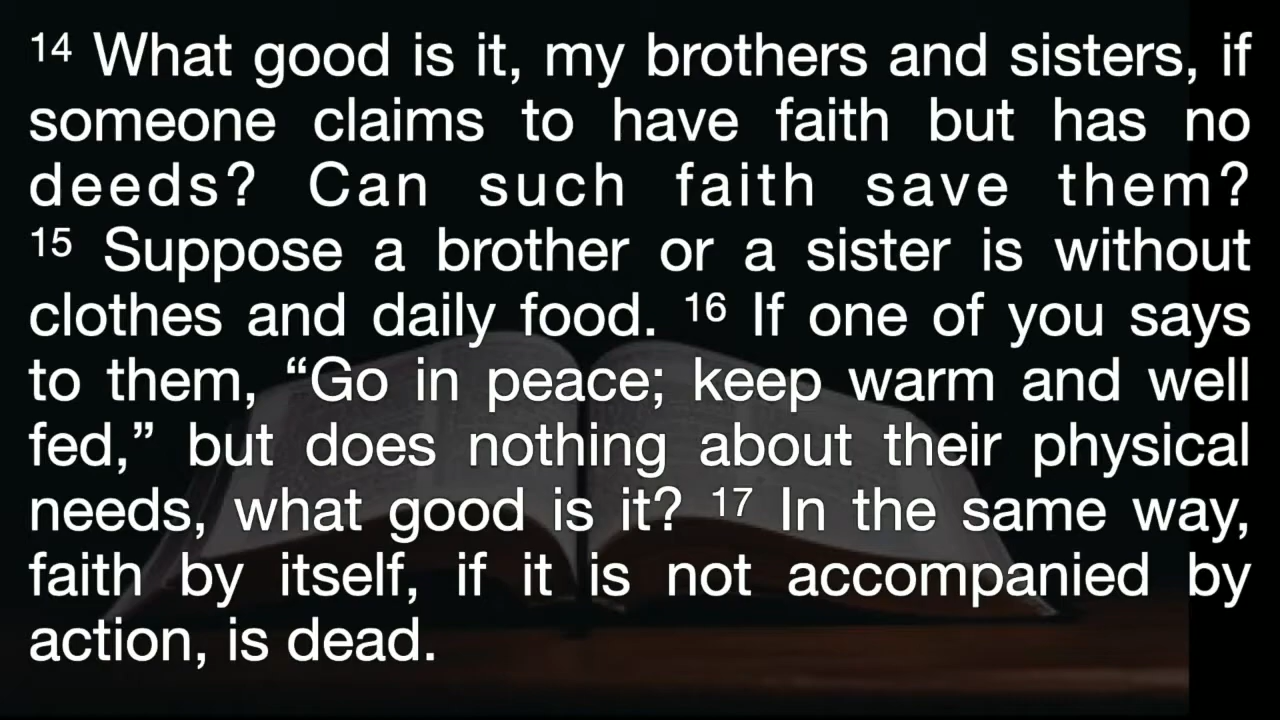 14 What good is it, my brothers and sisters, if
someone claims to have faith but has no
deeds? Can such faith save them?
15 Suppose a brother or a sister is without
clothes and daily food. 16 If one of you says
to them, “Go in peace; keep warm and well
fed,” but does nothing about their physical
needs, what good is it? 17 In the same way,
faith by itself, if it is not accompanied by
action, is dead.